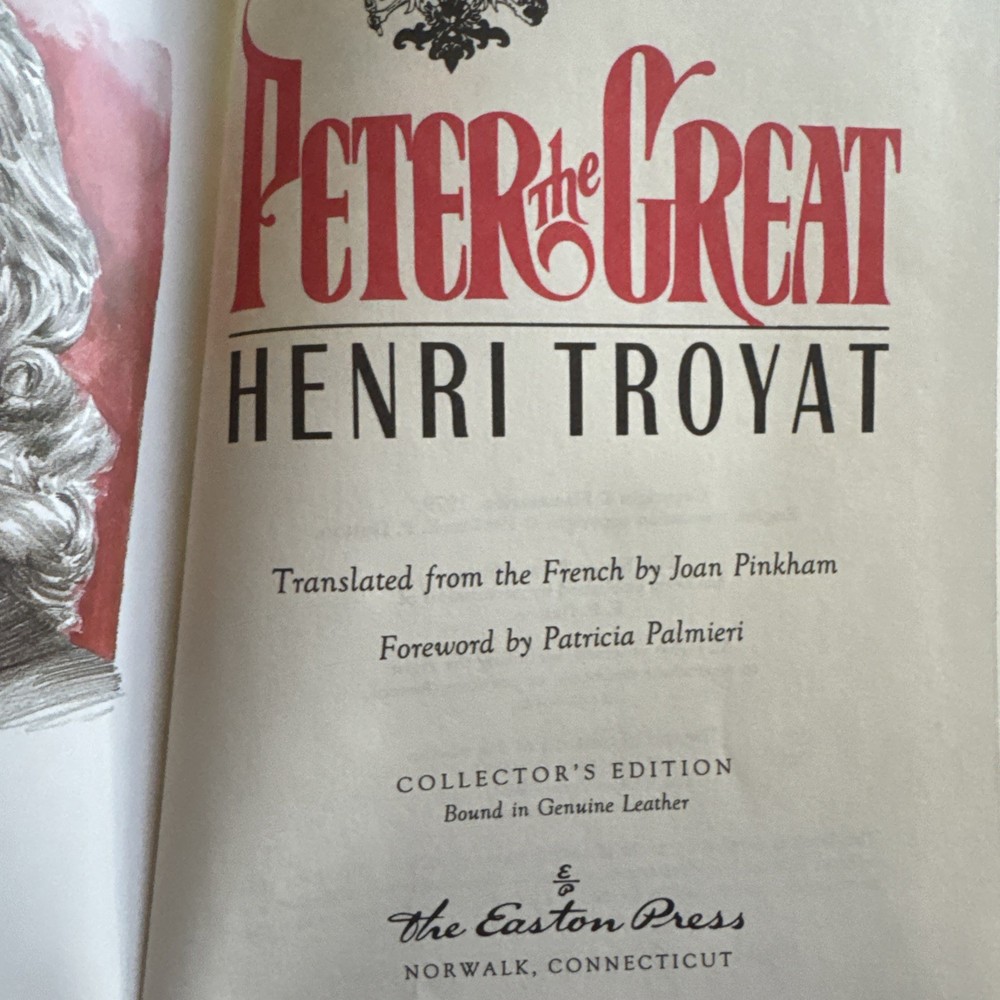 PETER the GREAT
HENRI TROYAT
Translated from the French by Joan Pinkham
Foreword by Patricia Palmieri
COLLECTOR'S EDITION
Bound in Genuine Leather
E
P
The Easton Press
NORWALK, CONNECTICUT